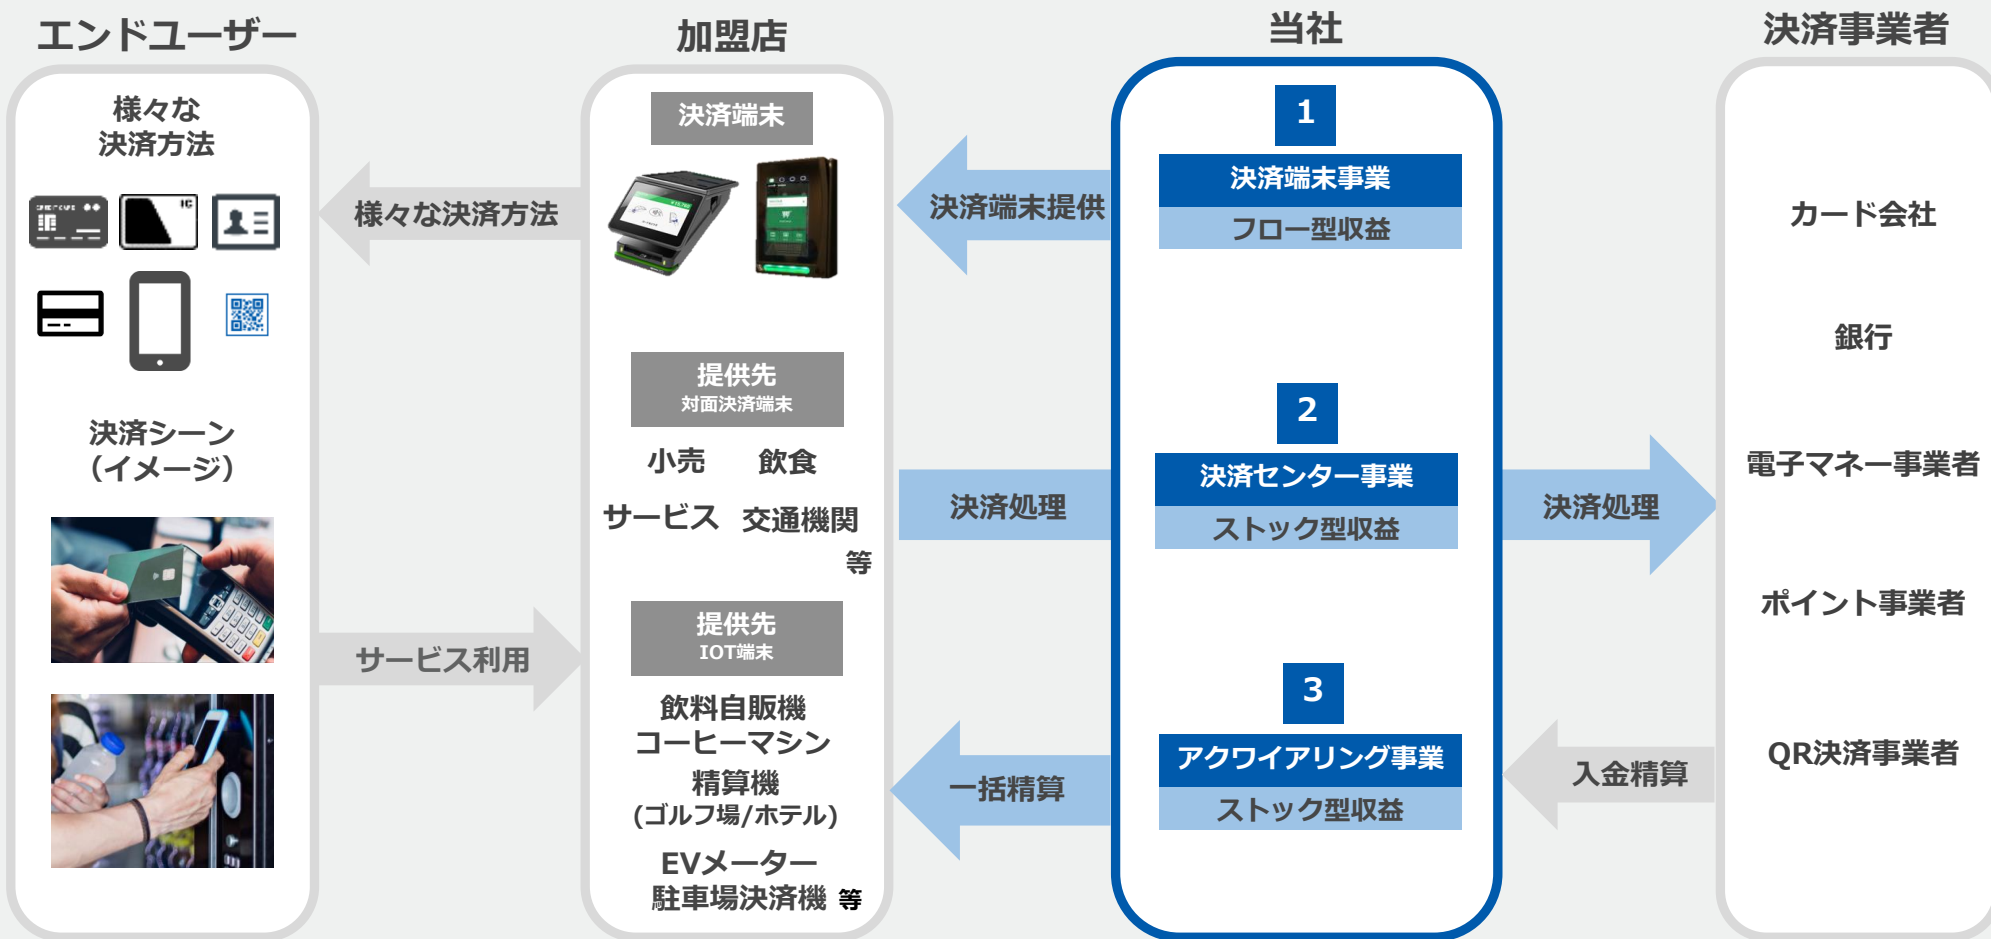 エンドユーザー
様々な
決済方法
IC
決済シーン
（イメージ）
様々な決済方法
サービス利用
加盟店
決済端末
提供先
対面決済端末
小売 飲食
サービス 交通機関
等
提供先
IOT端末
飲料自販機
コーヒーマシン
精算機
(ゴルフ場/ホテル)
EVメーター
駐車場決済機 等
決済端末提供
決済処理
一括精算
当社
1
決済端末事業
フロー型収益
2
決済センター事業
ストック型収益
3
アクワイアリング事業
ストック型収益
決済処理
入金精算
決済事業者
カード会社
銀行
電子マネー事業者
ポイント事業者
QR決済事業者